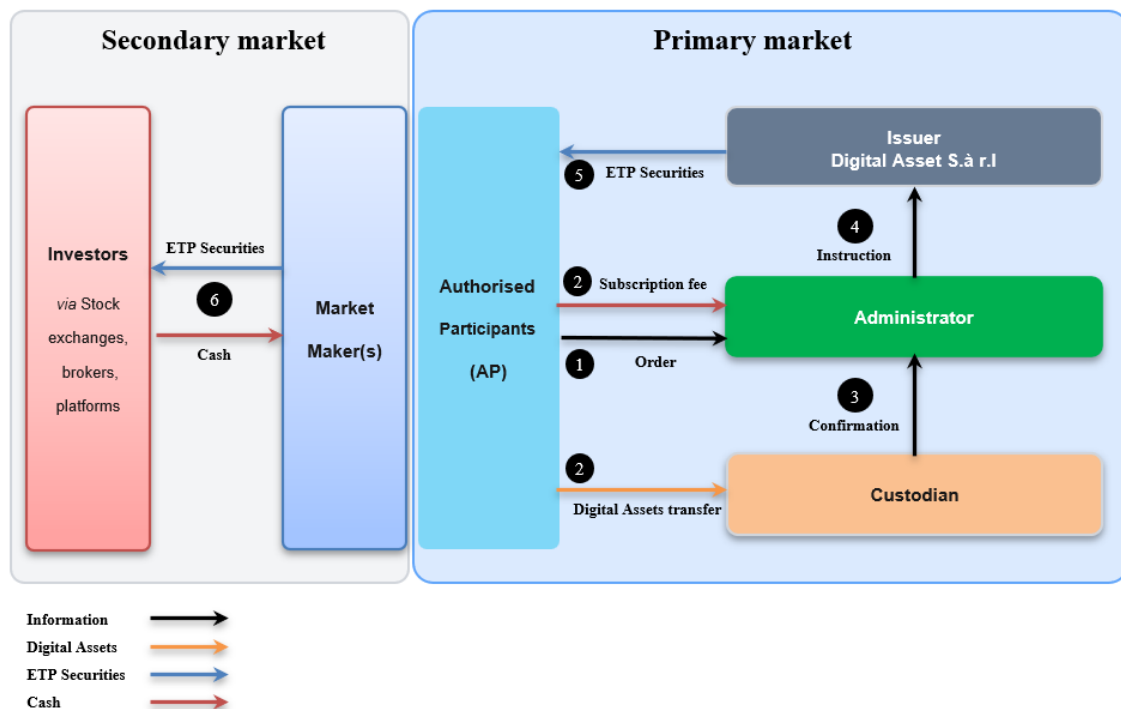 Secondary market
Primary market
Investors
via Stock
exchanges,
brokers,
platforms
ETP Securities
6
Cash
Market
Maker(s)
Authorised
Participants
(AP)
5
ETP Securities
2
Subscription fee
1
Order
2
Digital Assets transfer
Issuer
Digital Asset S.à r.l
4
Instruction
Administrator
3
Confirmation
Custodian
Information
Digital Assets
ETP Securities
Cash